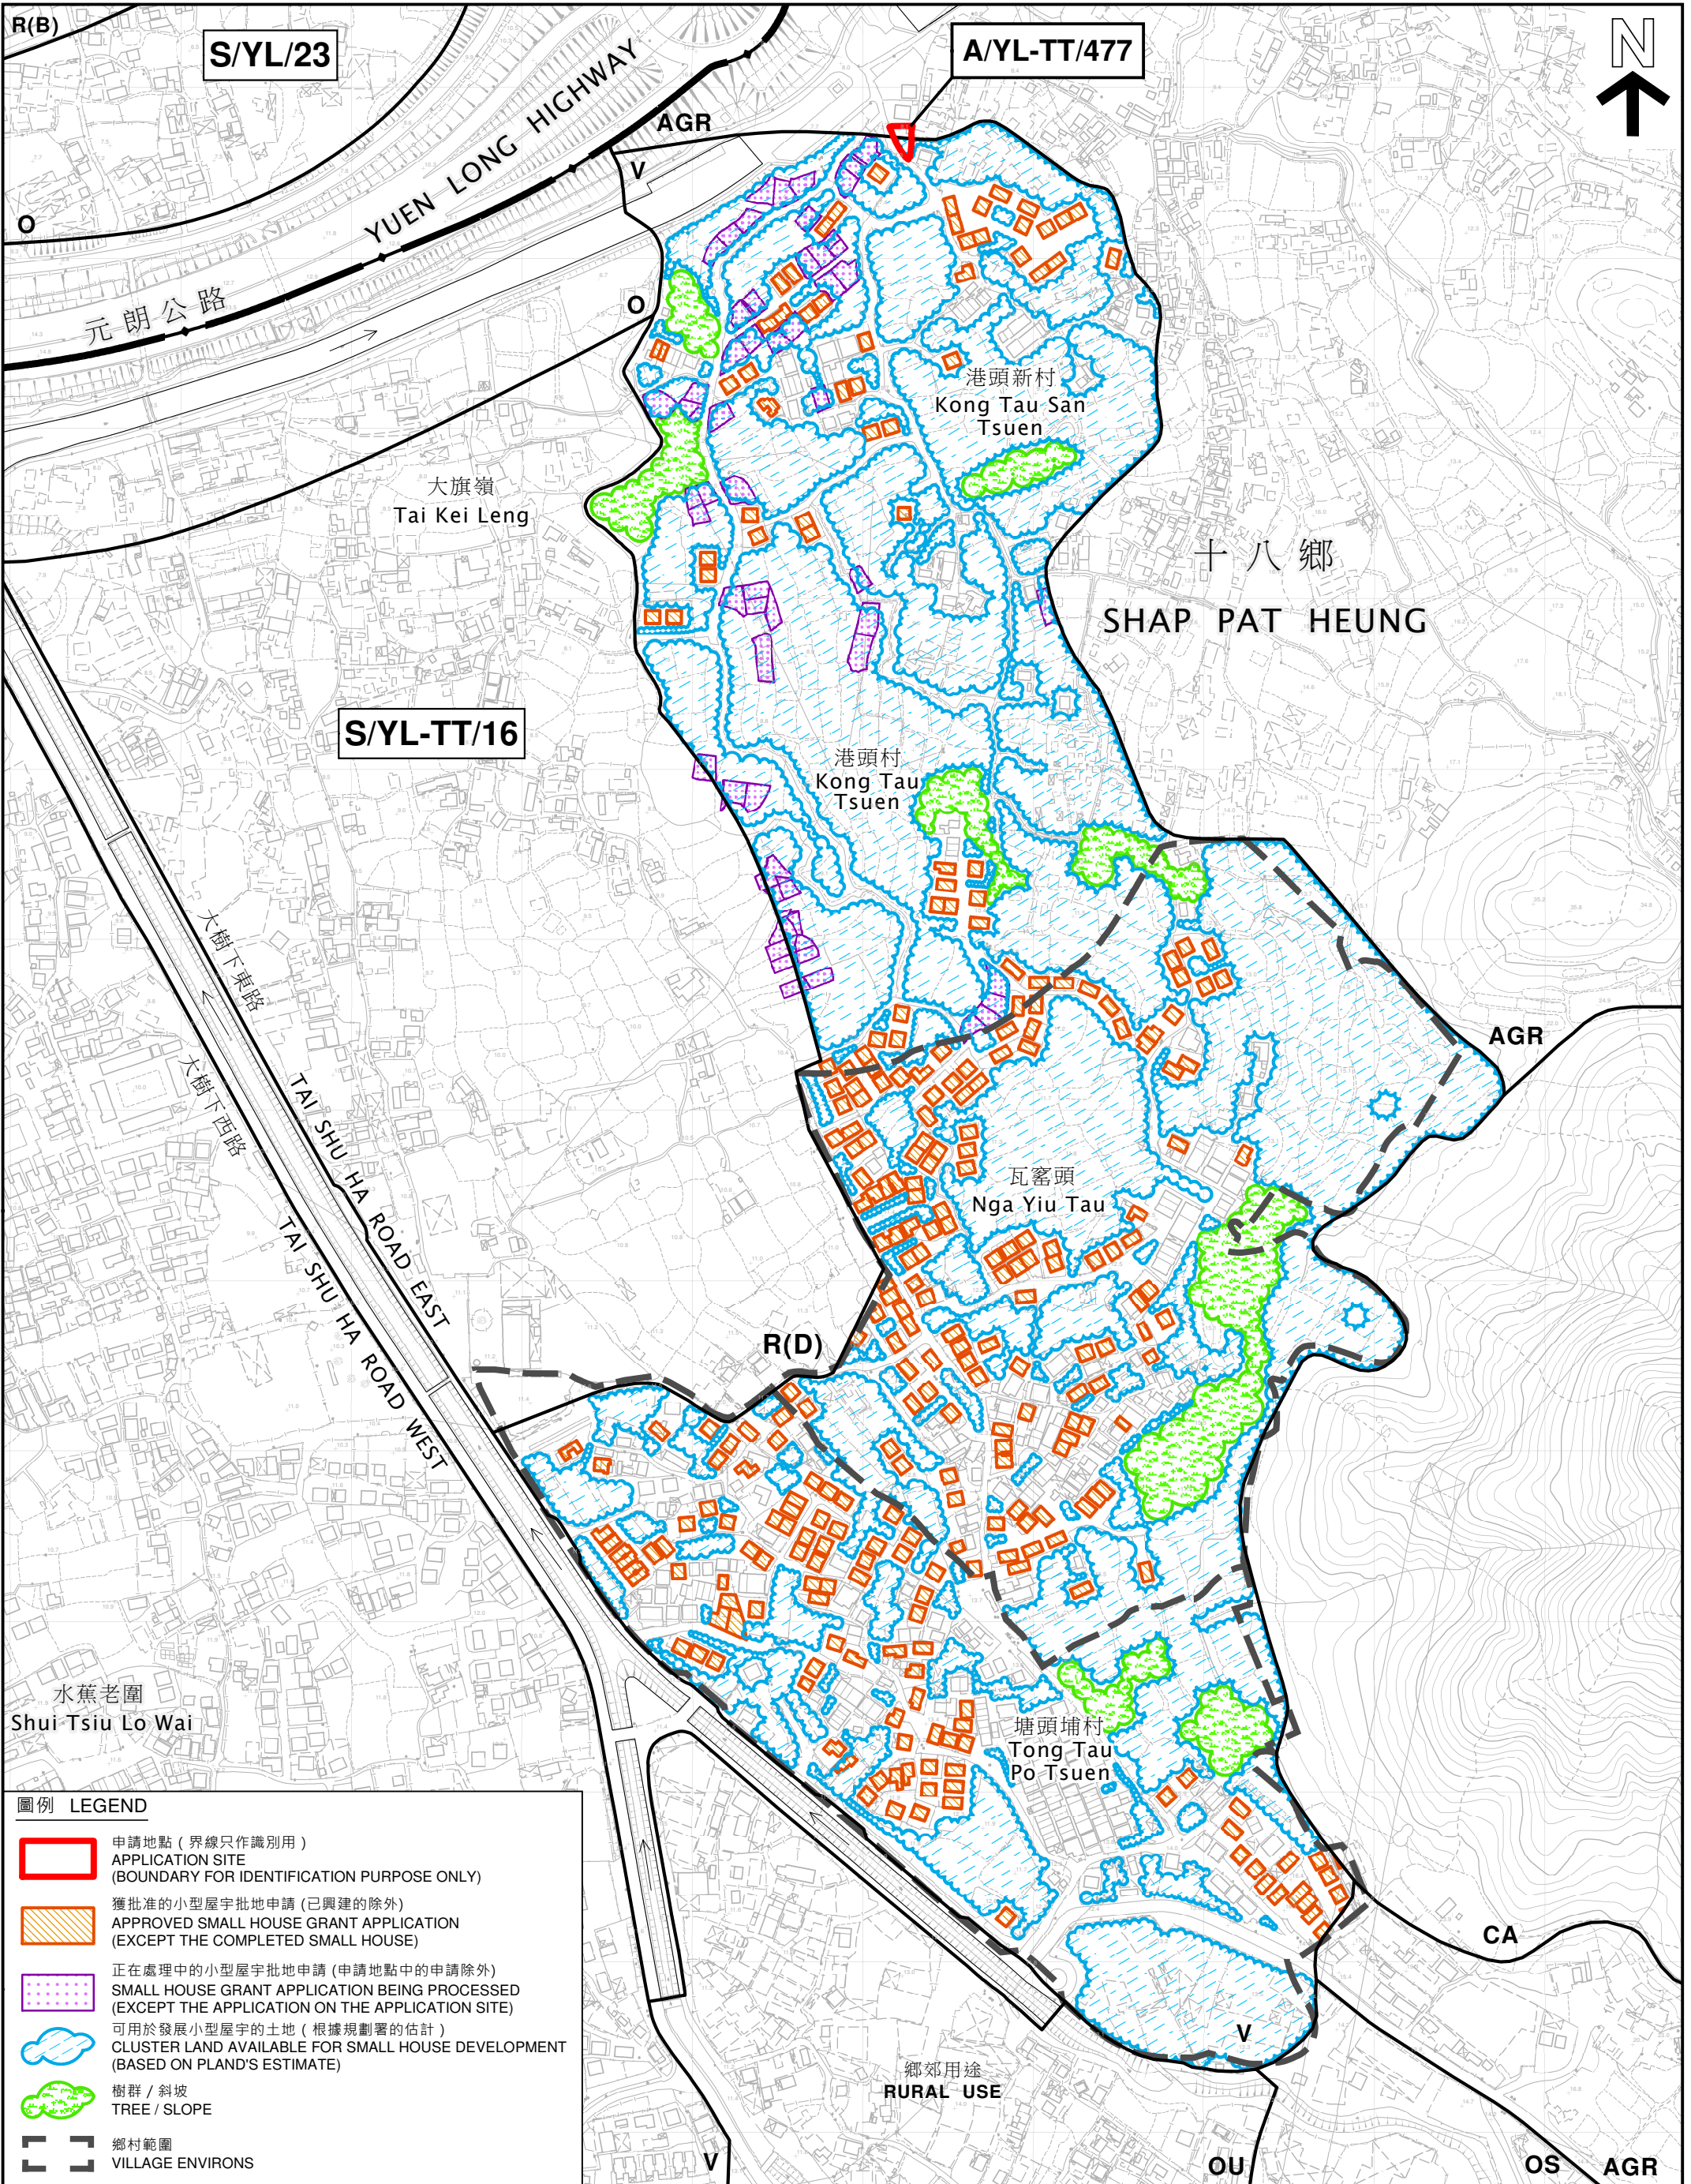 R(B)
S/YL/23
A/YL-TT/477
N
AGR
V
O
YUEN LONG HIGHWAY
元朗公路
O
港頭新村
Kong Tau San
Tsuen
大旗嶺
Tai Kei Leng
十八鄉
SHAP PAT HEUNG
S/YL-TT/16
港頭村
Kong Tau
Tsuen
大樹下東路
大樹下西路
TAI SHU HA ROAD EAST
TAI SHU HA ROAD WEST
AGR
瓦窰頭
Nga Yiu Tau
R(D)
水蕉老圍
Shui Tsiu Lo Wai
塘頭埔村
Tong Tau
Po Tsuen
CA
V
鄉郊用途
RURAL USE
V
OU
OS
AGR
圖例 LEGEND
申請地點 ( 界線只作識別用 )
APPLICATION SITE
(BOUNDARY FOR IDENTIFICATION PURPOSE ONLY)
獲批准的小型屋宇批地申請 (已興建的除外)
APPROVED SMALL HOUSE GRANT APPLICATION
(EXCEPT THE COMPLETED SMALL HOUSE)
正在處理中的小型屋宇批地申請 (申請地點中的申請除外)
SMALL HOUSE GRANT APPLICATION BEING PROCESSED
(EXCEPT THE APPLICATION ON THE APPLICATION SITE)
可用於發展小型屋宇的土地 ( 根據規劃署的估計 )
CLUSTER LAND AVAILABLE FOR SMALL HOUSE DEVELOPMENT
(BASED ON PLAND'S ESTIMATE)
樹群 / 斜坡
TREE / SLOPE
鄉村範圍
VILLAGE ENVIRONS